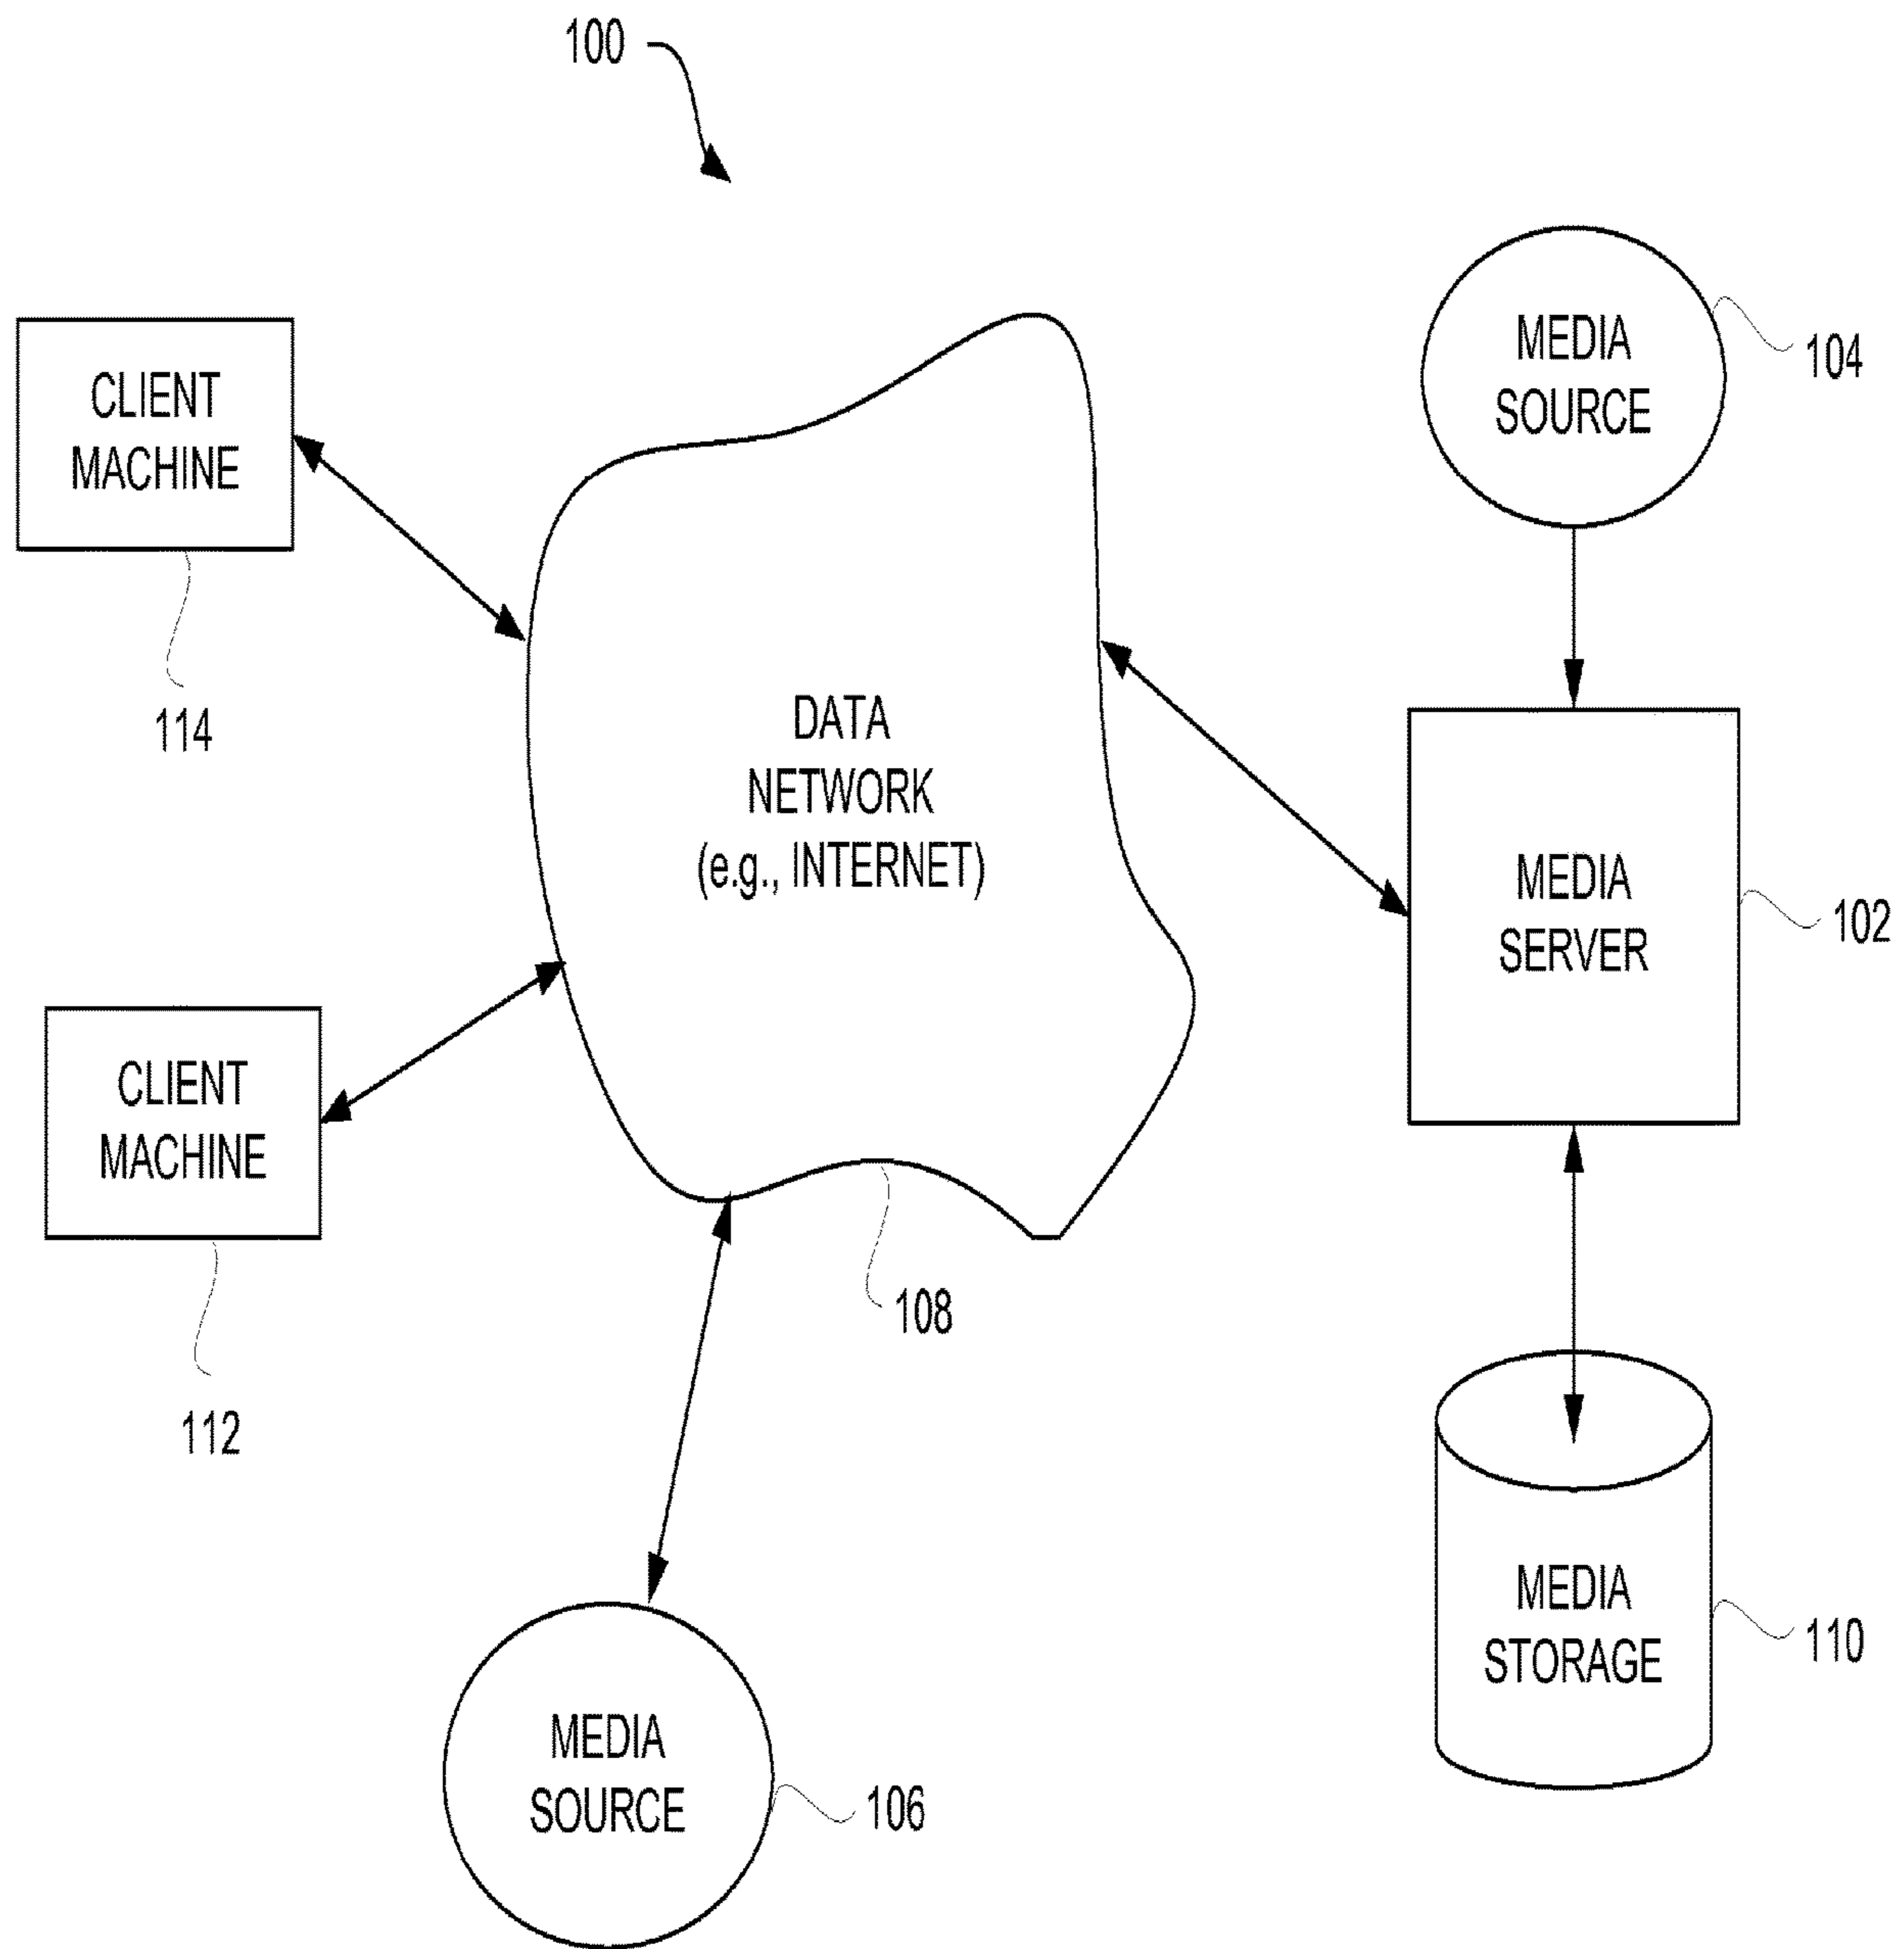 100
MEDIA
SOURCE
104
CLIENT
MACHINE
114
DATA
NETWORK
(e.g., INTERNET)
MEDIA
SERVER
102
CLIENT
MACHINE
112
108
MEDIA
STORAGE
110
MEDIA
SOURCE
106